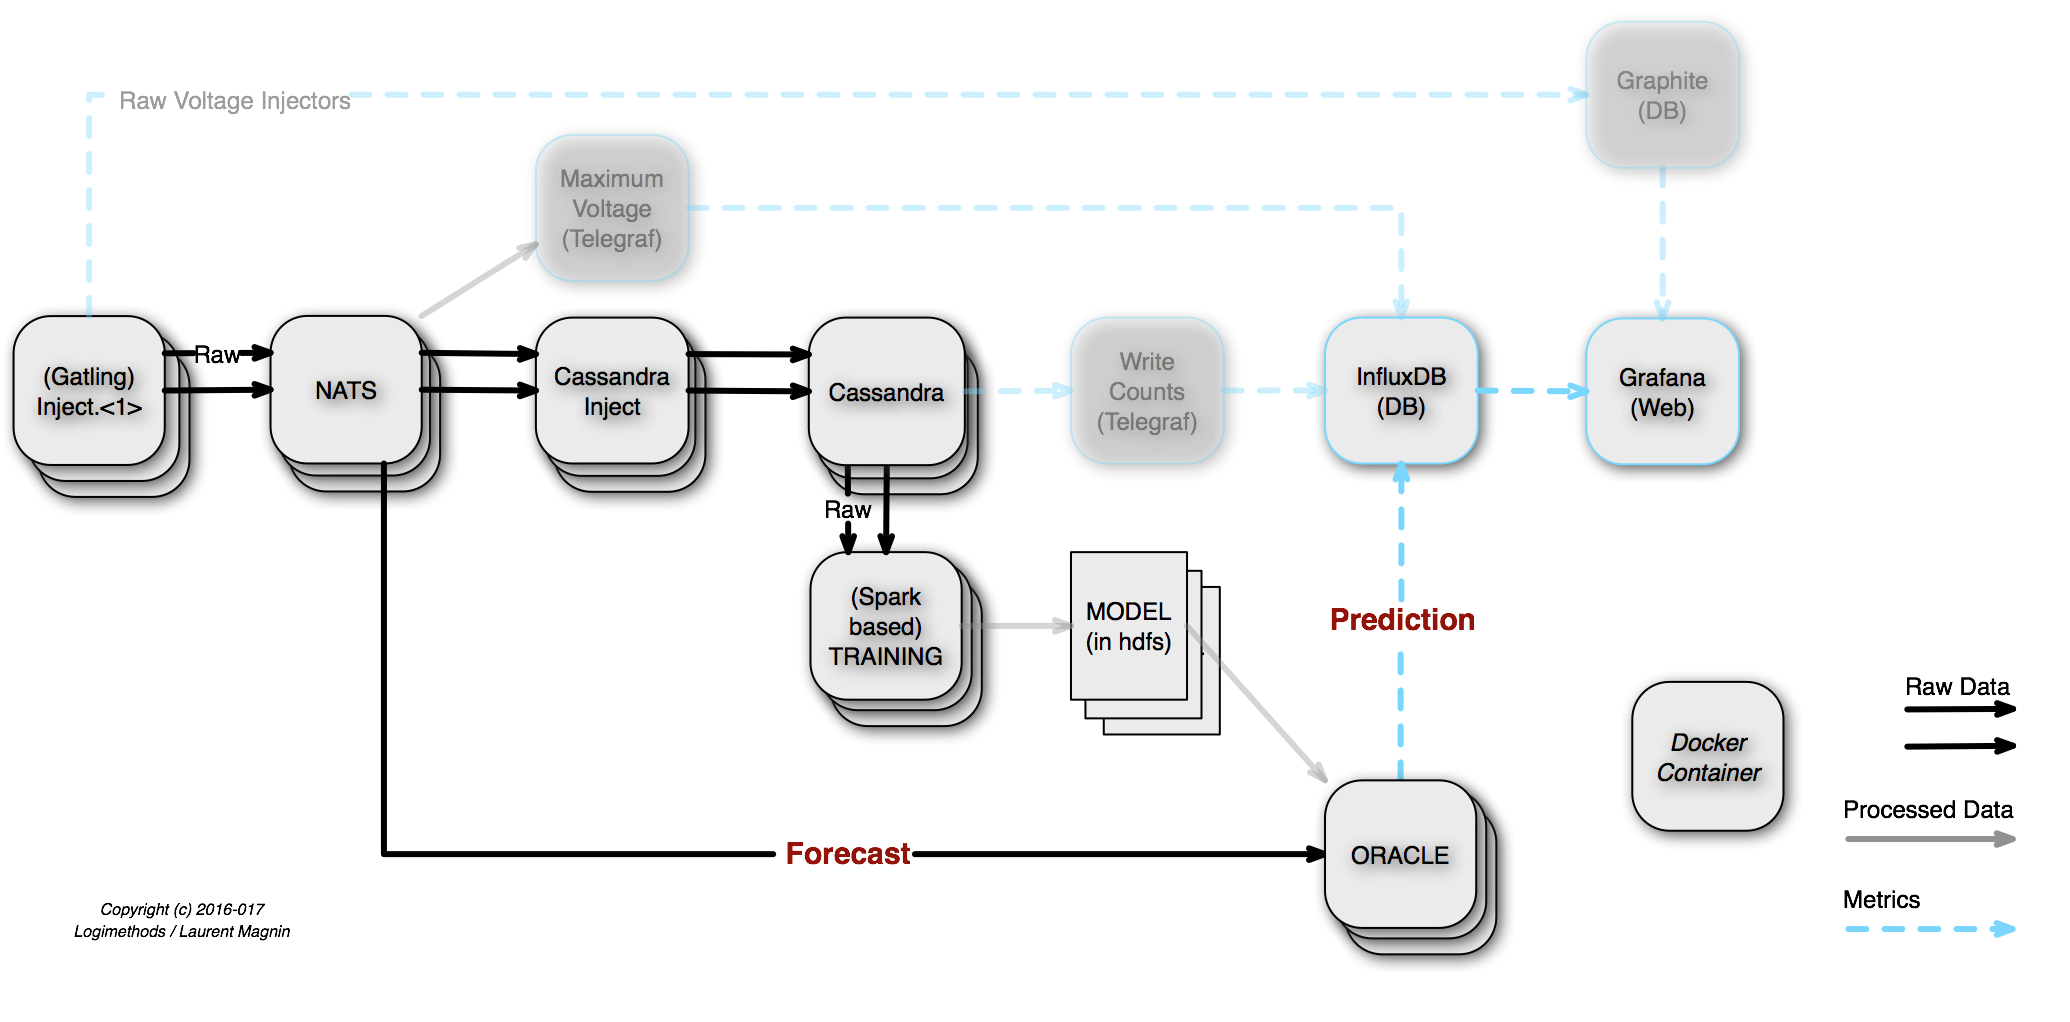 Raw Voltage Injectors
Graphite
(DB)
Maximum
Voltage
(Telegraf)
(Gatling)
Inject.<1>
Raw
NATS
Cassandra
Inject
Cassandra
Write
Counts
(Telegraf)
InfluxDB
(DB)
Grafana
(Web)
Raw
(Spark
based)
TRAINING
MODEL
(in hdfs)
Prediction
Forecast
ORACLE
Docker
Container
Raw Data
Processed Data
Metrics
Copyright (c) 2016-017
Logimethods / Laurent Magnin